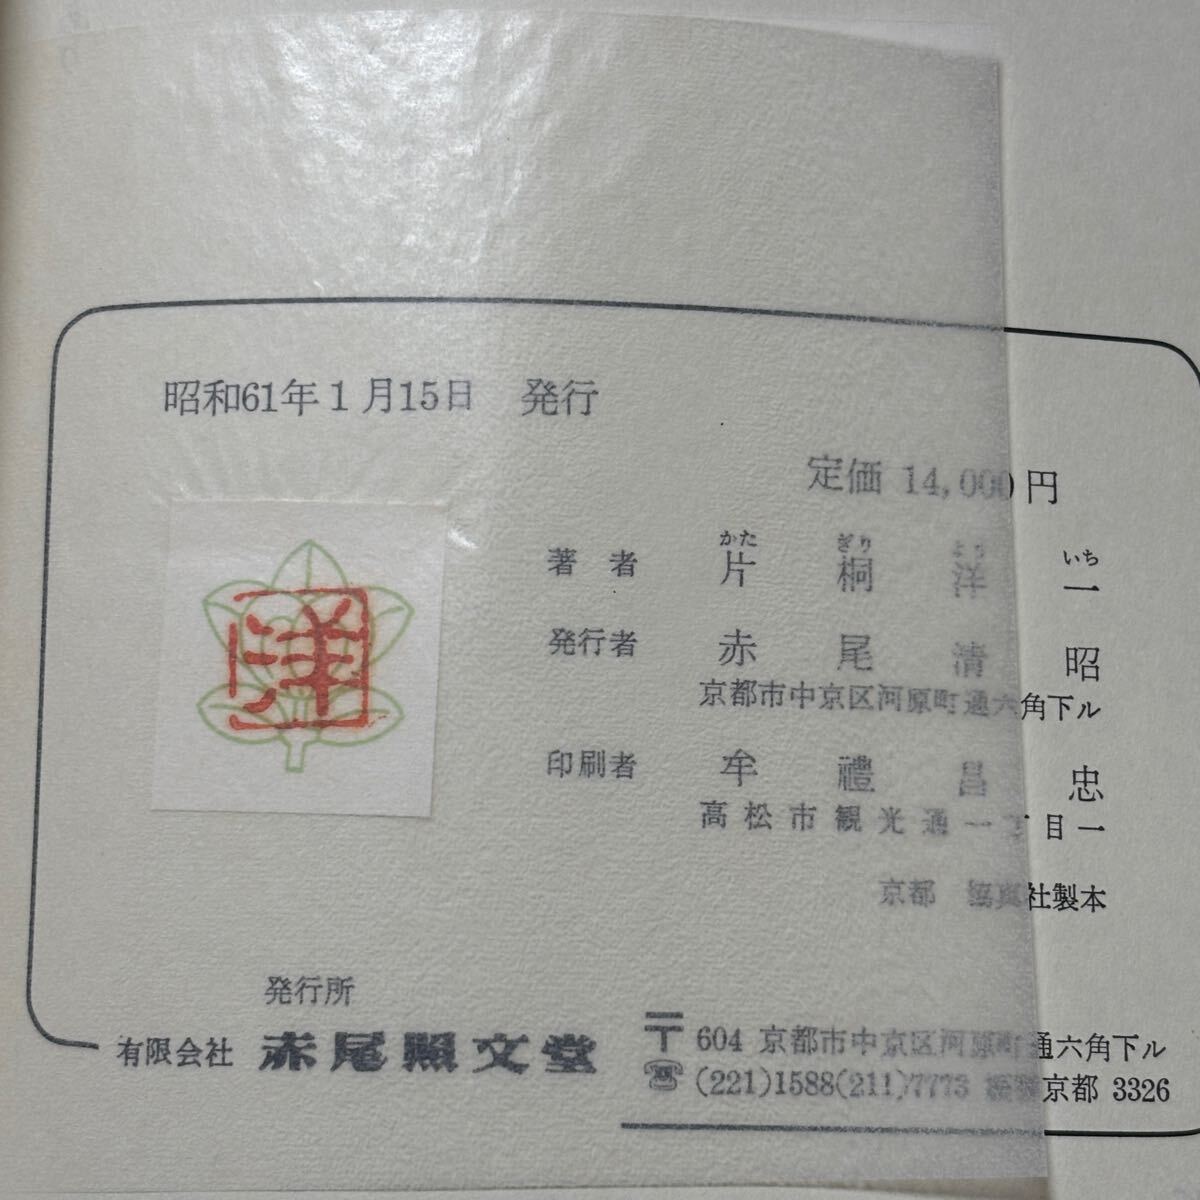 昭和61年1月15日 発行
定価 14,000円
かた ぎり よう いち
著者 片桐洋一
発行者 赤尾清昭
京都市中京区河原町通六角下ル
印刷者 牟禮昌忠
高松市観光通一丁目一
京都 協真社製本
洋
発行所
有限会社 赤尾照文堂
〒604 京都市中京区河原町通六角下ル
☎(221)1588(211)7773 振替京都 3326